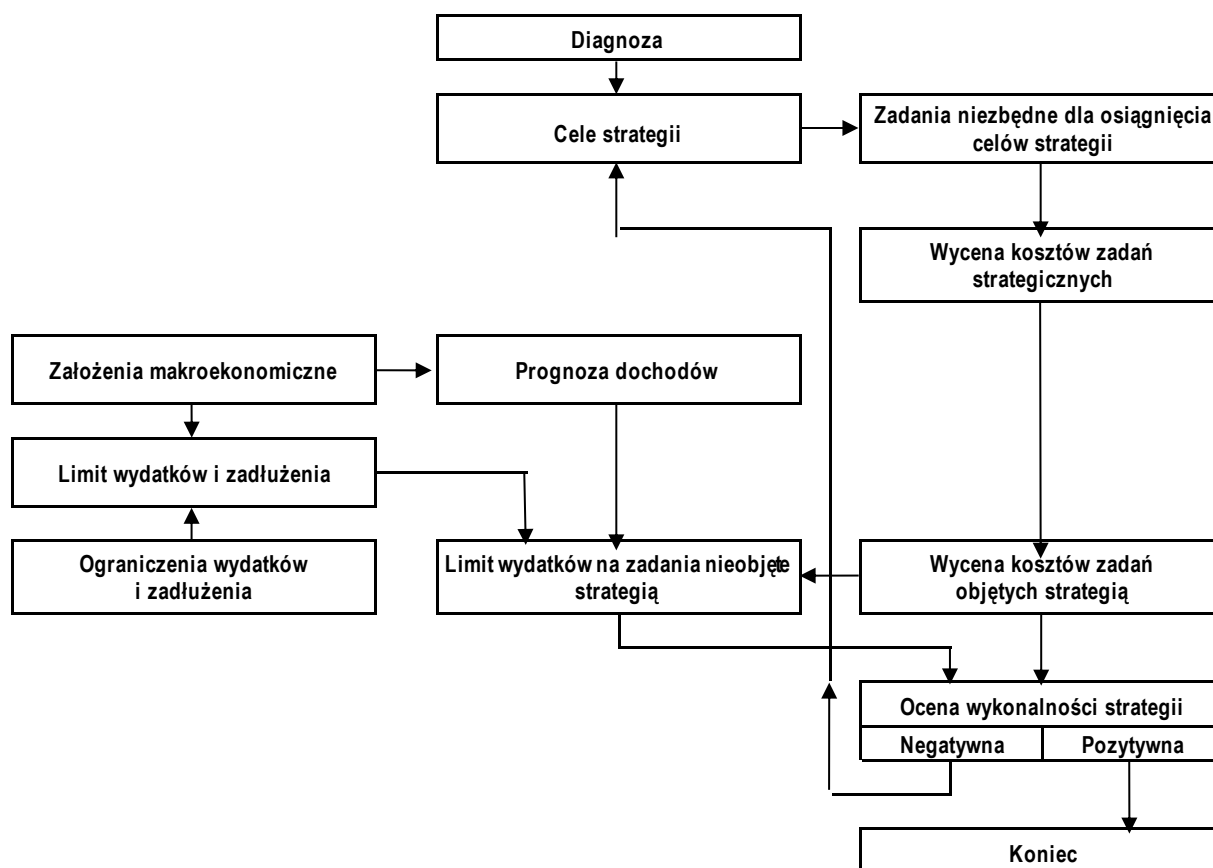 Diagnoza
Cele strategii
Zadania niezbędne dla osiągnięcia
celów strategii
Wycena kosztów zadań
strategicznych
Założenia makroekonomiczne
Prognoza dochodów
Limit wydatków i zadłużenia
Ograniczenia wydatków
i zadłużenia
Limit wydatków na zadania nieobjęte
strategią
Wycena kosztów zadań
objętych strategią
Ocena wykonalności strategii
Negatywna
Pozytywna
Koniec